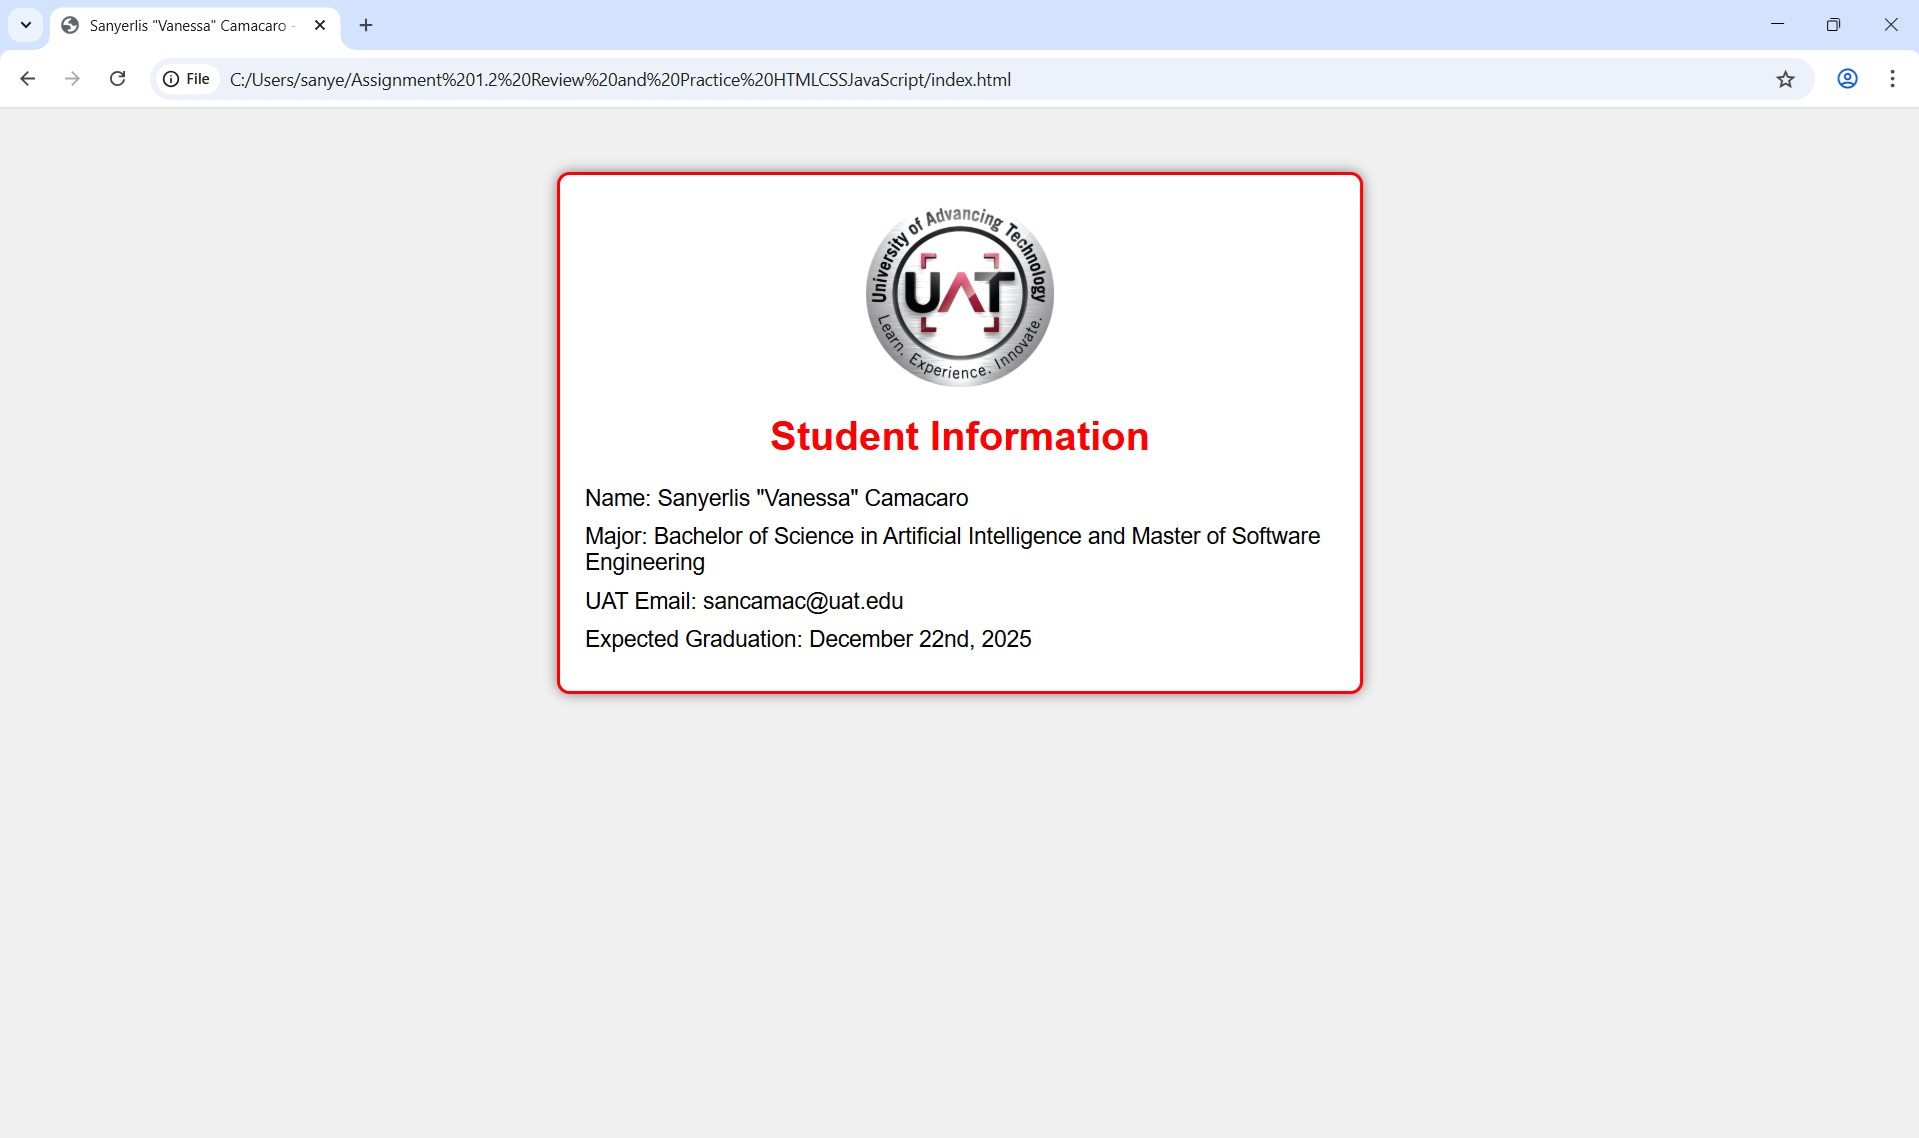 Sanyerlis "Vanessa" Camacaro -
File
C:/Users/sanye/Assignment%201.2%20Review%20and%20Practice%20HTMLCSSJavaScript/index.html
University of Advancing Technology
UAT
Learn. Experience. Innovate.
Student Information
Name: Sanyerlis "Vanessa" Camacaro
Major: Bachelor of Science in Artificial Intelligence and Master of Software
Engineering
UAT Email: sancamac@uat.edu
Expected Graduation: December 22nd, 2025